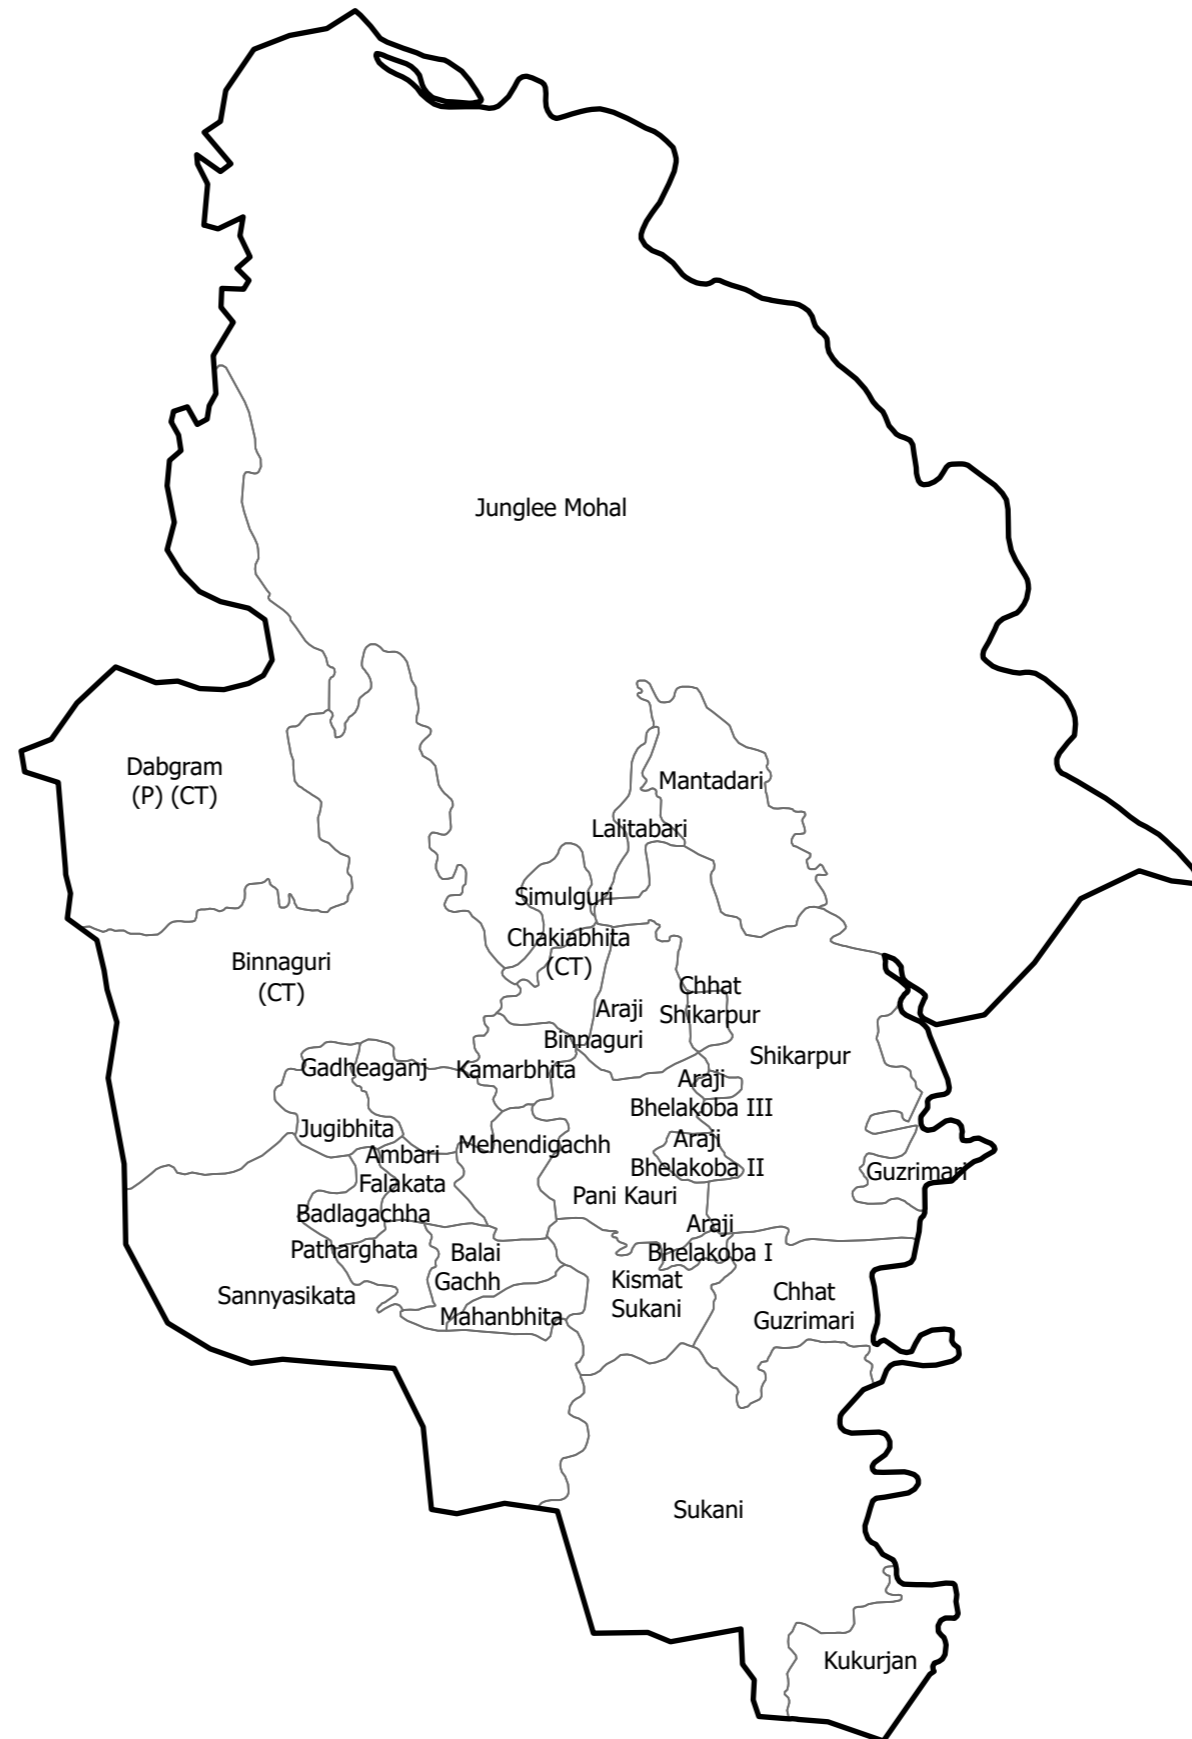 Junglee Mohal
Dabgram
(P) (CT)
Mantadari
Lalitabari
Simulguri
Chakiabhita
(CT)
Binnaguri
(CT)
Chhat
Shikarpur
Araji
Binnaguri
Shikarpur
Gadheaganj
Kamarbhita
Araji
Bhelakoba III
Jugibhita
Mehendigachh
Araji
Bhelakoba II
Ambari
Falakata
Guzrimari
Pani Kauri
Badlagachha
Araji
Bhelakoba I
Patharghata
Balai
Gachh
Kismat
Sukani
Sannyasikata
Chhat
Guzrimari
Mahanbhita
Sukani
Kukurjan